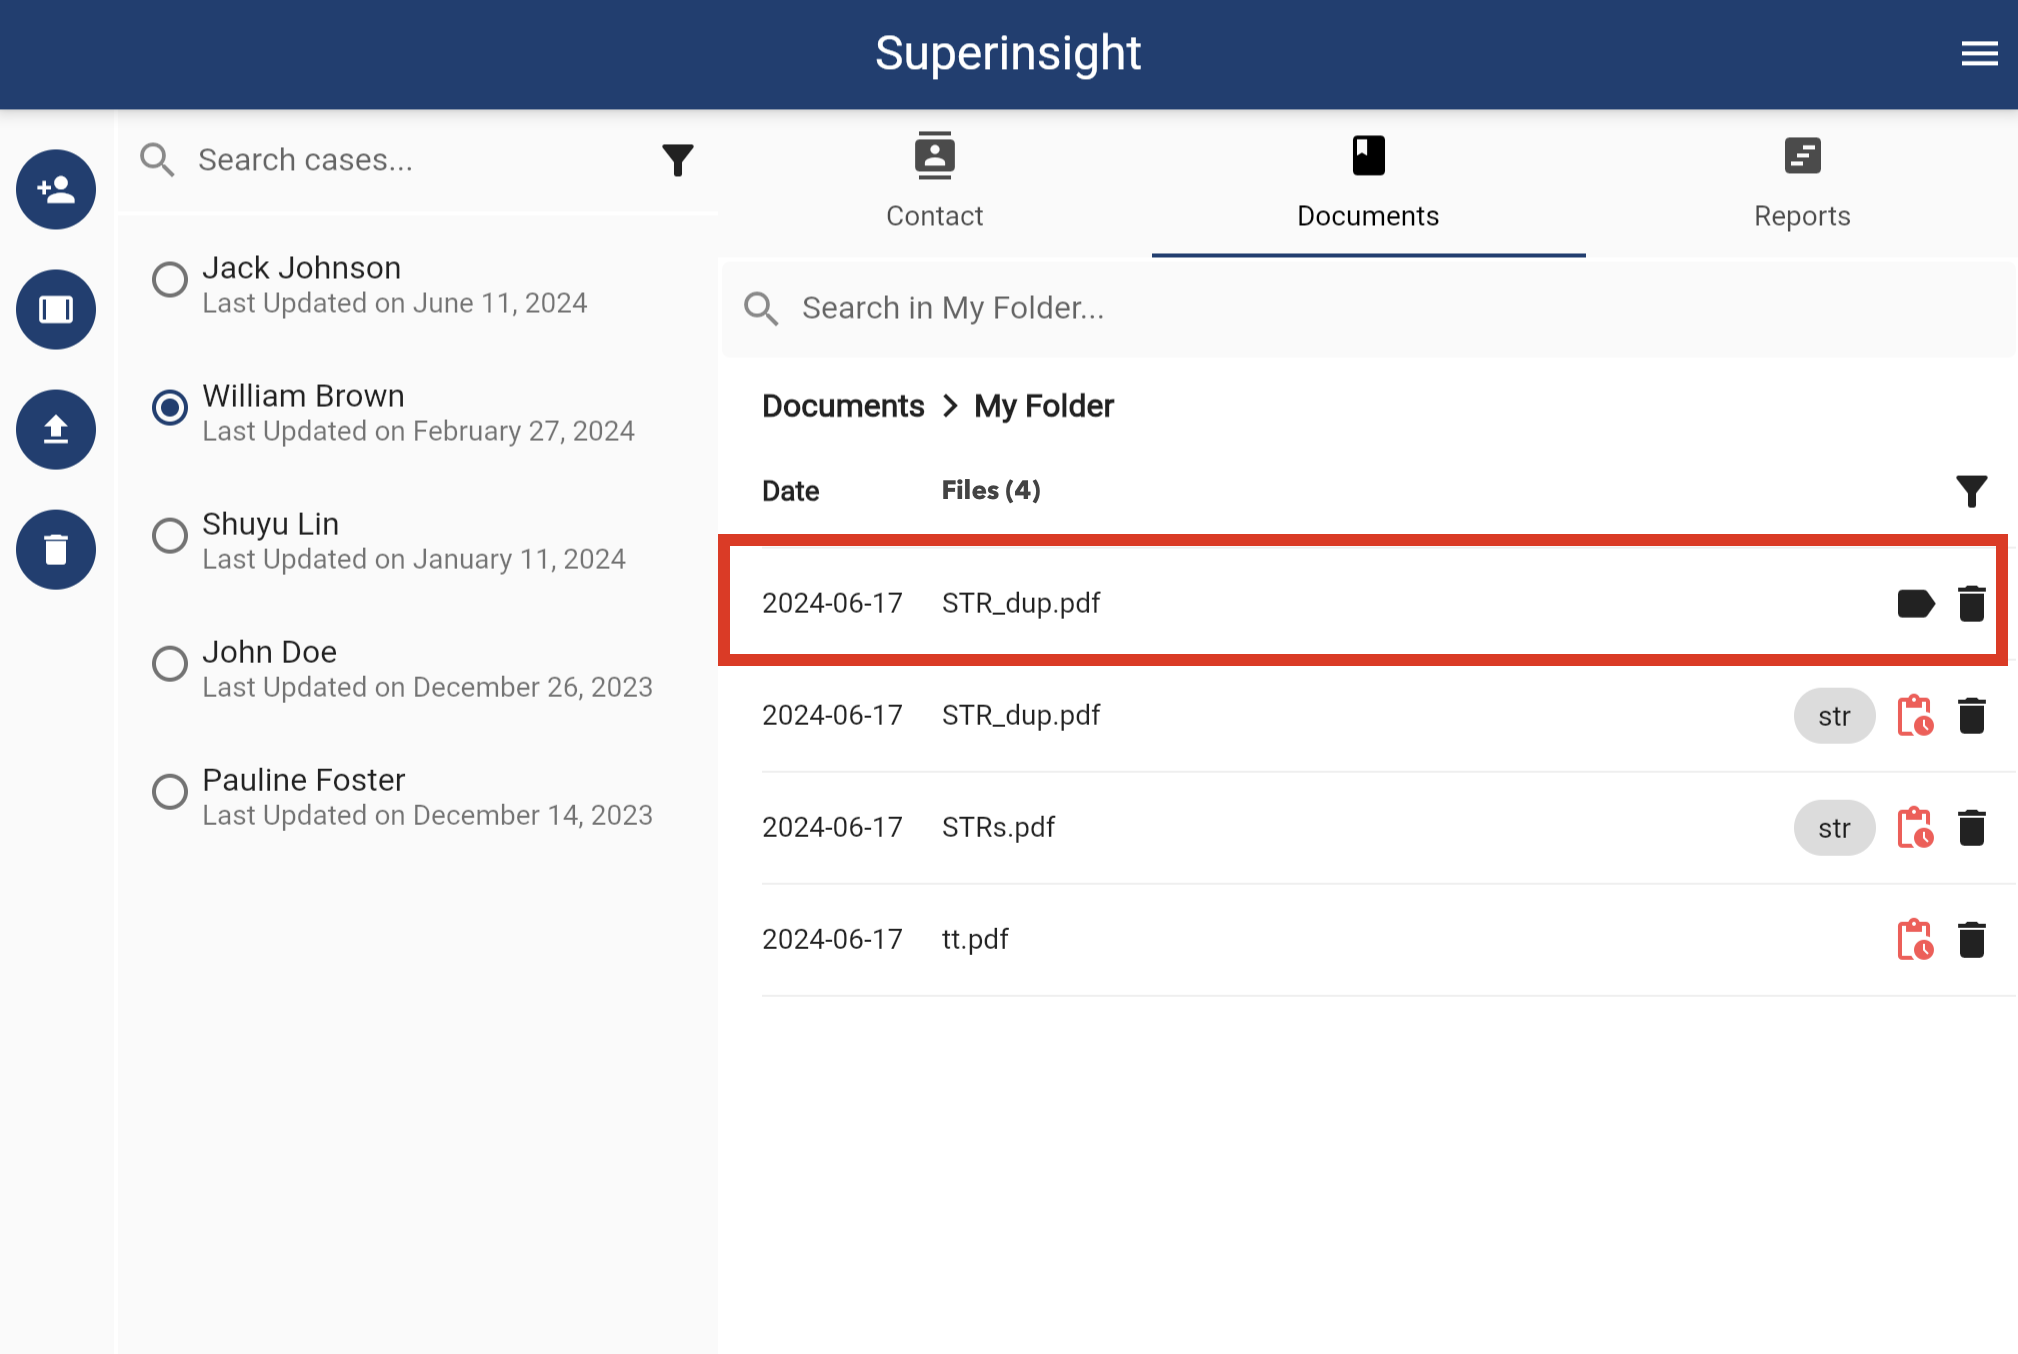 Superinsight
Search cases...
Jack Johnson
Last Updated on June 11, 2024
William Brown
Last Updated on February 27, 2024
Shuyu Lin
Last Updated on January 11, 2024
John Doe
Last Updated on December 26, 2023
Pauline Foster
Last Updated on December 14, 2023
Contact
Documents
Reports
Search in My Folder...
Documents > My Folder
Date Files (4)
2024-06-17 STR_dup.pdf
2024-06-17 STR_dup.pdf str
2024-06-17 STRs.pdf str
2024-06-17 tt.pdf